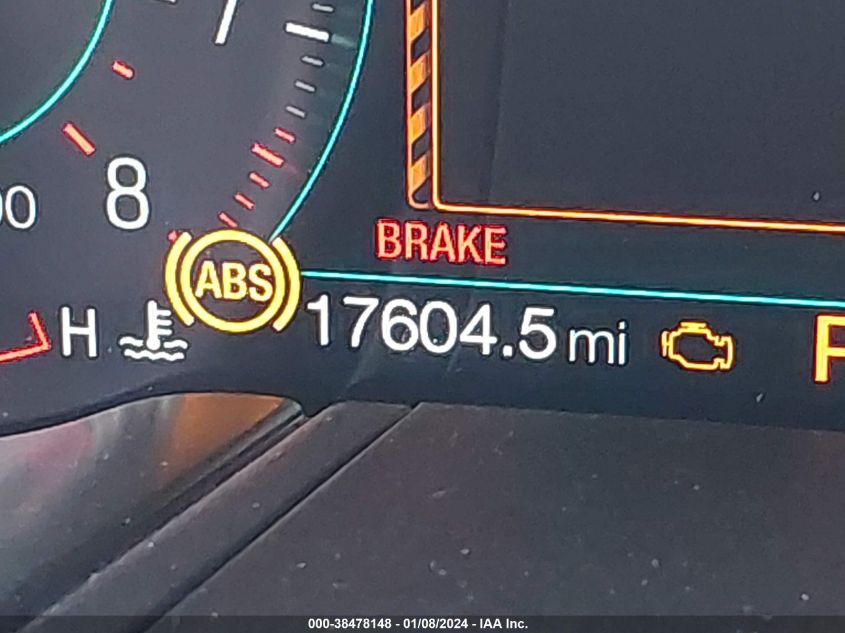 8
BRAKE
ABS
H
17604.5 mi
000-38478148 - 01/08/2024 - IAA Inc.